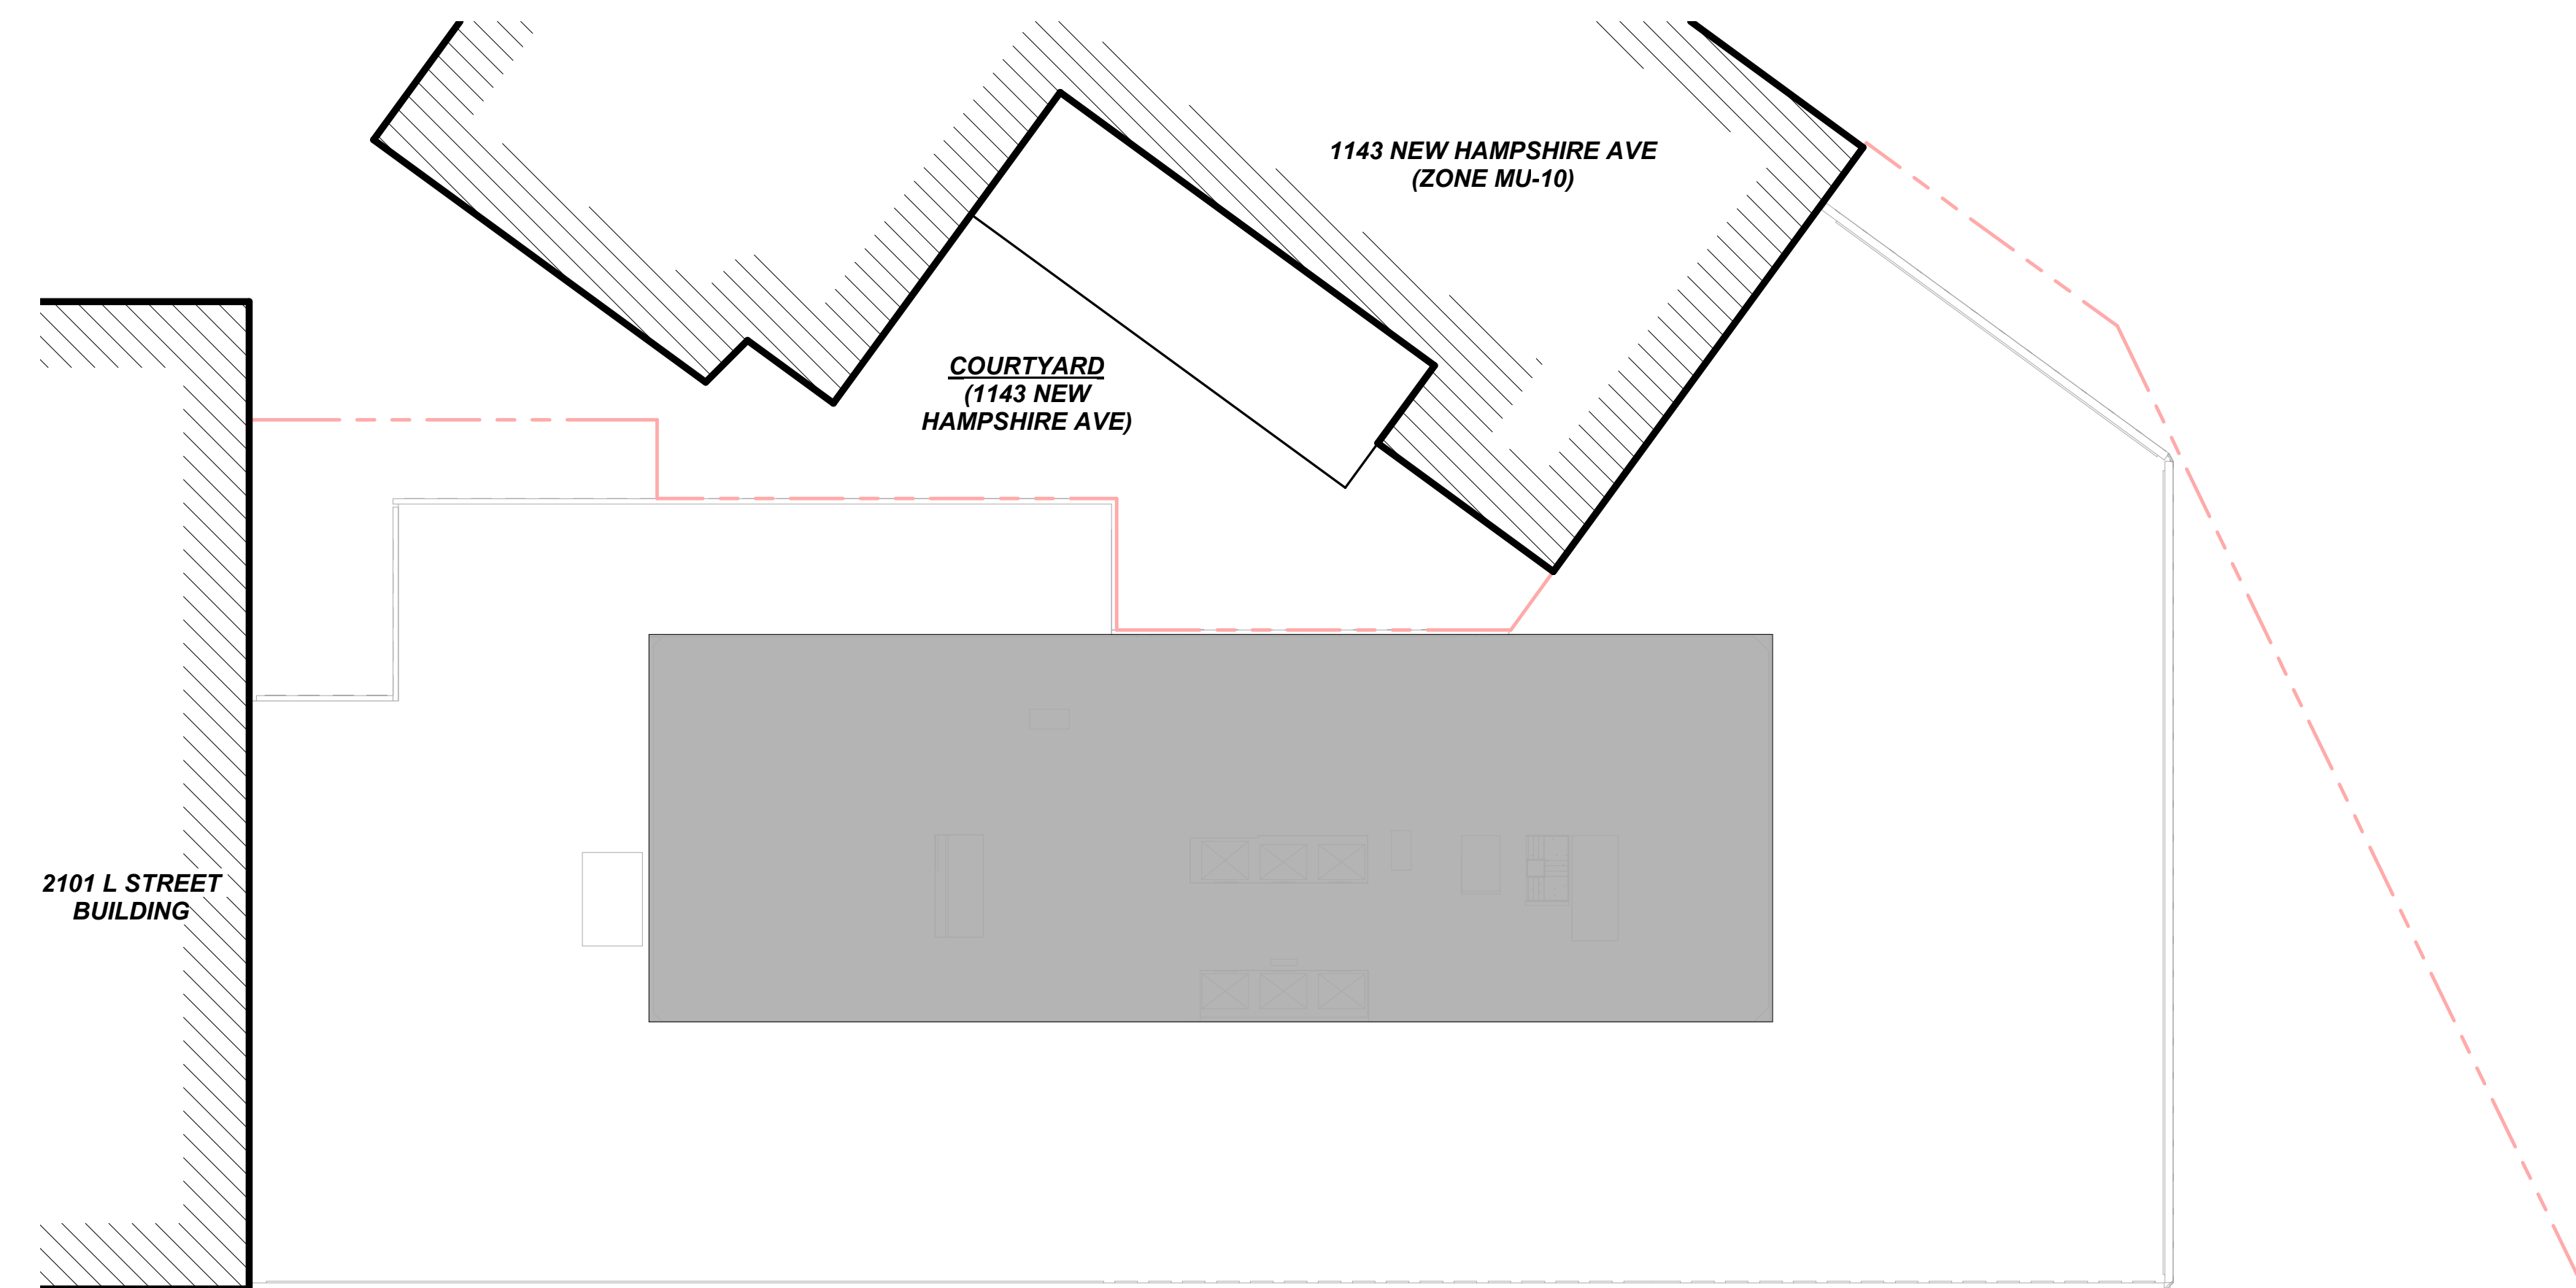 1143 NEW HAMPSHIRE AVE
(ZONE MU-10)
COURTYARD
(1143 NEW
HAMPSHIRE AVE)
2101 L STREET
BUILDING